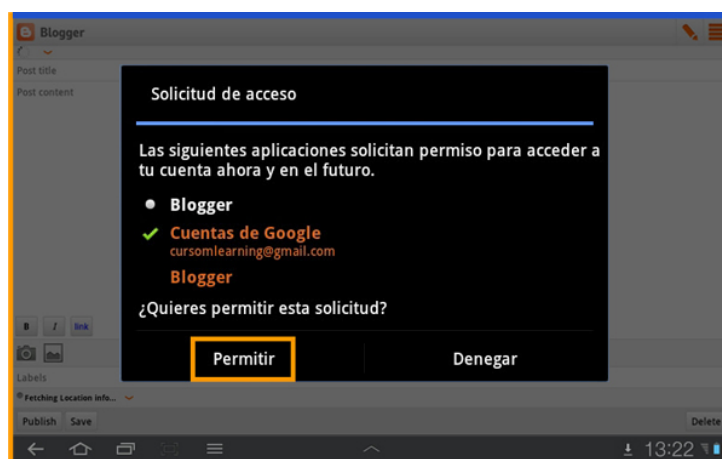 Blogger
Post title
Post content
Solicitud de acceso
Las siguientes aplicaciones solicitan permiso para acceder a
tu cuenta ahora y en el futuro.
Blogger
Cuentas de Google
cursomlearning@gmail.com
Blogger
¿Quieres permitir esta solicitud?
Permitir Denegar
B I link
Labels
Fetching Location info...
Publish Save Delete
13:22